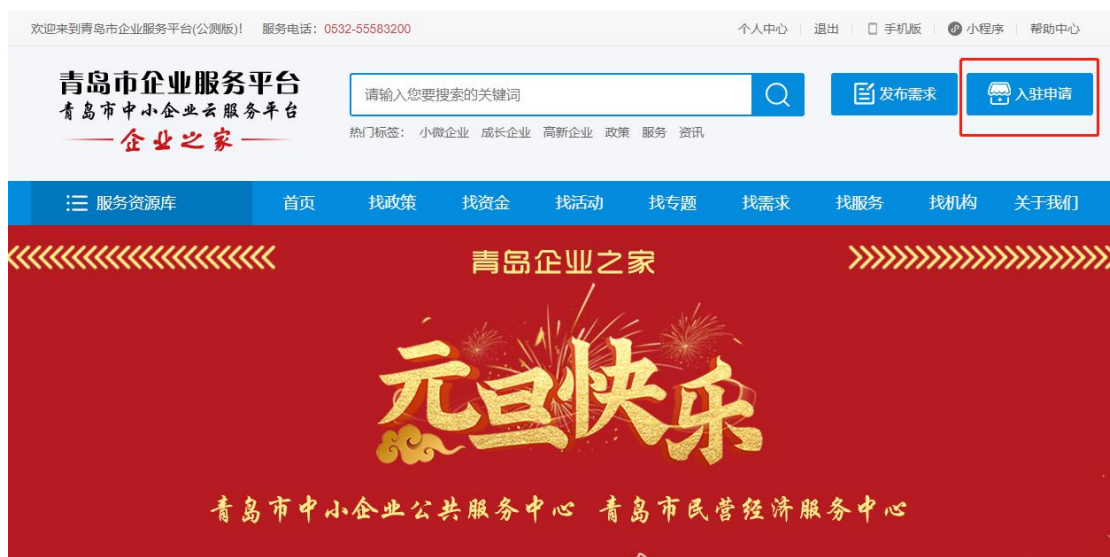 欢迎来到青岛市企业服务平台(公测版)! 服务电话: 0532-55583200 个人中心 退出 手机版 小程序 帮助中心
青岛市企业服务平台
青岛市中小企业云服务平台
企业之家
请输入您要搜索的关键词
发布需求
入驻申请
热门标签: 小微企业 成长企业 高新企业 政策 服务 资讯
服务资源库 首页 找政策 找资金 找活动 找专题 找需求 找服务 找机构 关于我们
青岛企业之家
元旦快乐
青岛市中小企业公共服务中心 青岛市民营经济服务中心